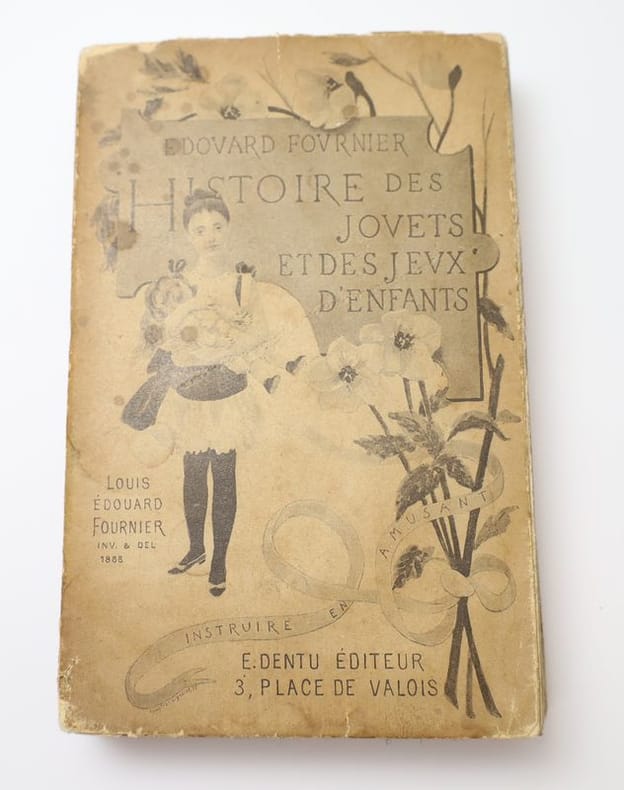 EDOVARD FOVRNIER
HISTOIRE DES
JOVETS
ET DES JEVX
D'ENFANTS
LOUIS
ÉDOUARD
FOURNIER
INV. & DEL
1888
INSTRUIRE EN AMUSANT
E. DENTU ÉDITEUR
3, PLACE DE VALOIS